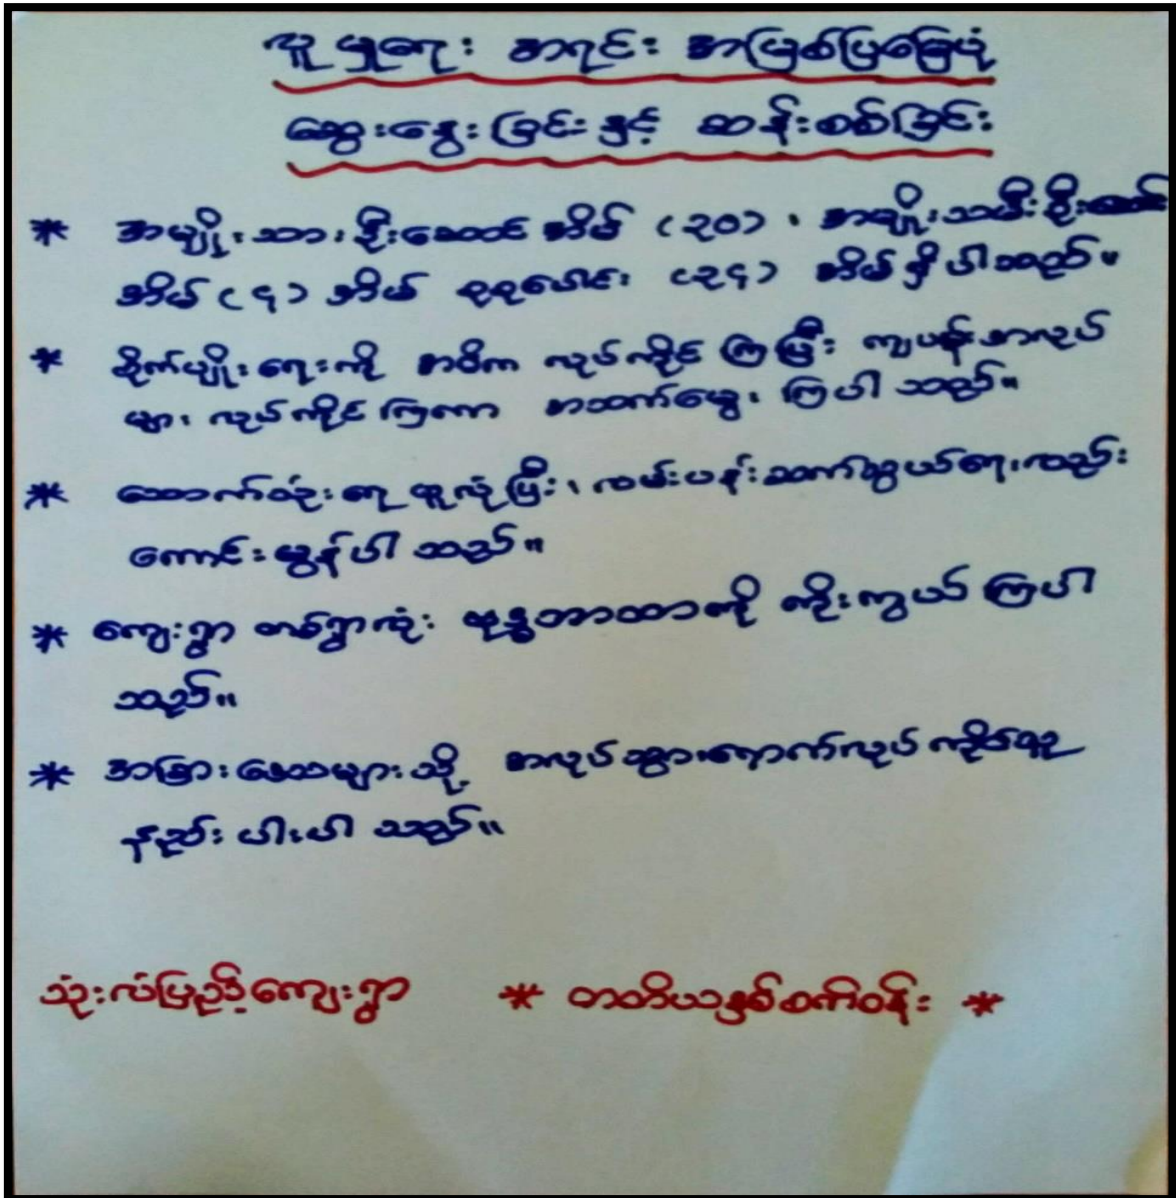 လူမှုရေး အရင်း အမြစ်ပြမြေပုံ
ဆွေးနွေးခြင်းနှင့် ဆန်းစစ်ခြင်း
* အမျိုးသားဦးဆောင်အိမ် (၃၀) ၊ အမျိုးသမီးဦးဆောင်
အိမ် (၄) အိမ် စုစုပေါင်း (၃၄) အိမ်ရှိပါသည်။
* စိုက်ပျိုးရေးကို အဓိက လုပ်ကိုင်ကြပြီး ကျပန်းအလုပ်
များ လုပ်ကိုင်ကြကာ အသက်မွေး ကြပါသည်။
* သောက်သုံးရေ ဖူလုံပြီး၊ လမ်းပန်းဆက်သွယ်ရေးလည်း
ကောင်းမွန်ပါသည်။
* ကျေးရွာ တစ်ရွာလုံး ဗုဒ္ဓဘာသာကို ကိုးကွယ်ကြပါ
သည်။
* အခြားဒေသများသို့ အလုပ်သွားရောက်လုပ်ကိုင်သူ
နည်းပါးပါသည်။
သုံးလံပြည့်ကျေးရွာ * တတိယနှစ်စက်ဝန်း *